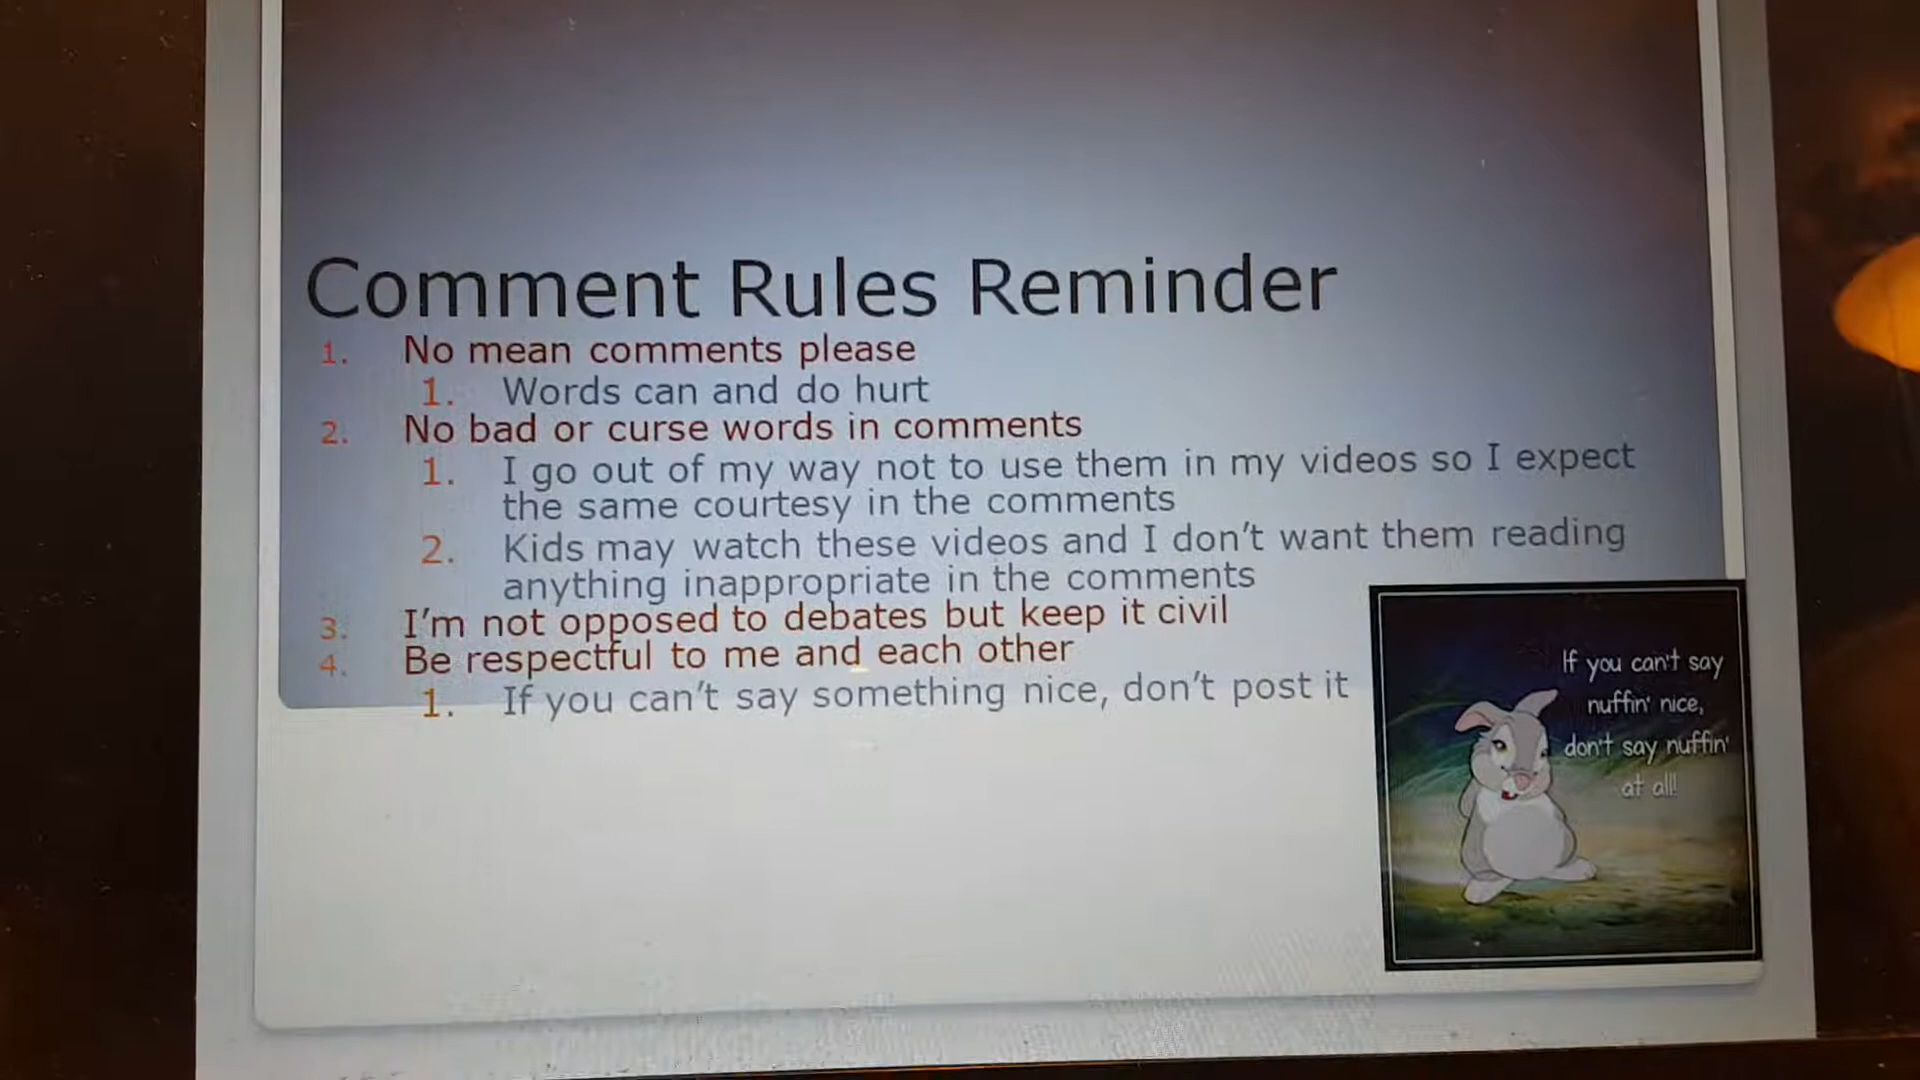 Comment Rules Reminder
1. No mean comments please
1. Words can and do hurt
2. No bad or curse words in comments
1. I go out of my way not to use them in my videos so I expect
the same courtesy in the comments
2. Kids may watch these videos and I don't want them reading
anything inappropriate in the comments
3. I'm not opposed to debates but keep it civil
4. Be respectful to me and each other
1. If you can't say something nice, don't post it
If you can't say
nuffin' nice,
don't say nuffin'
at all!